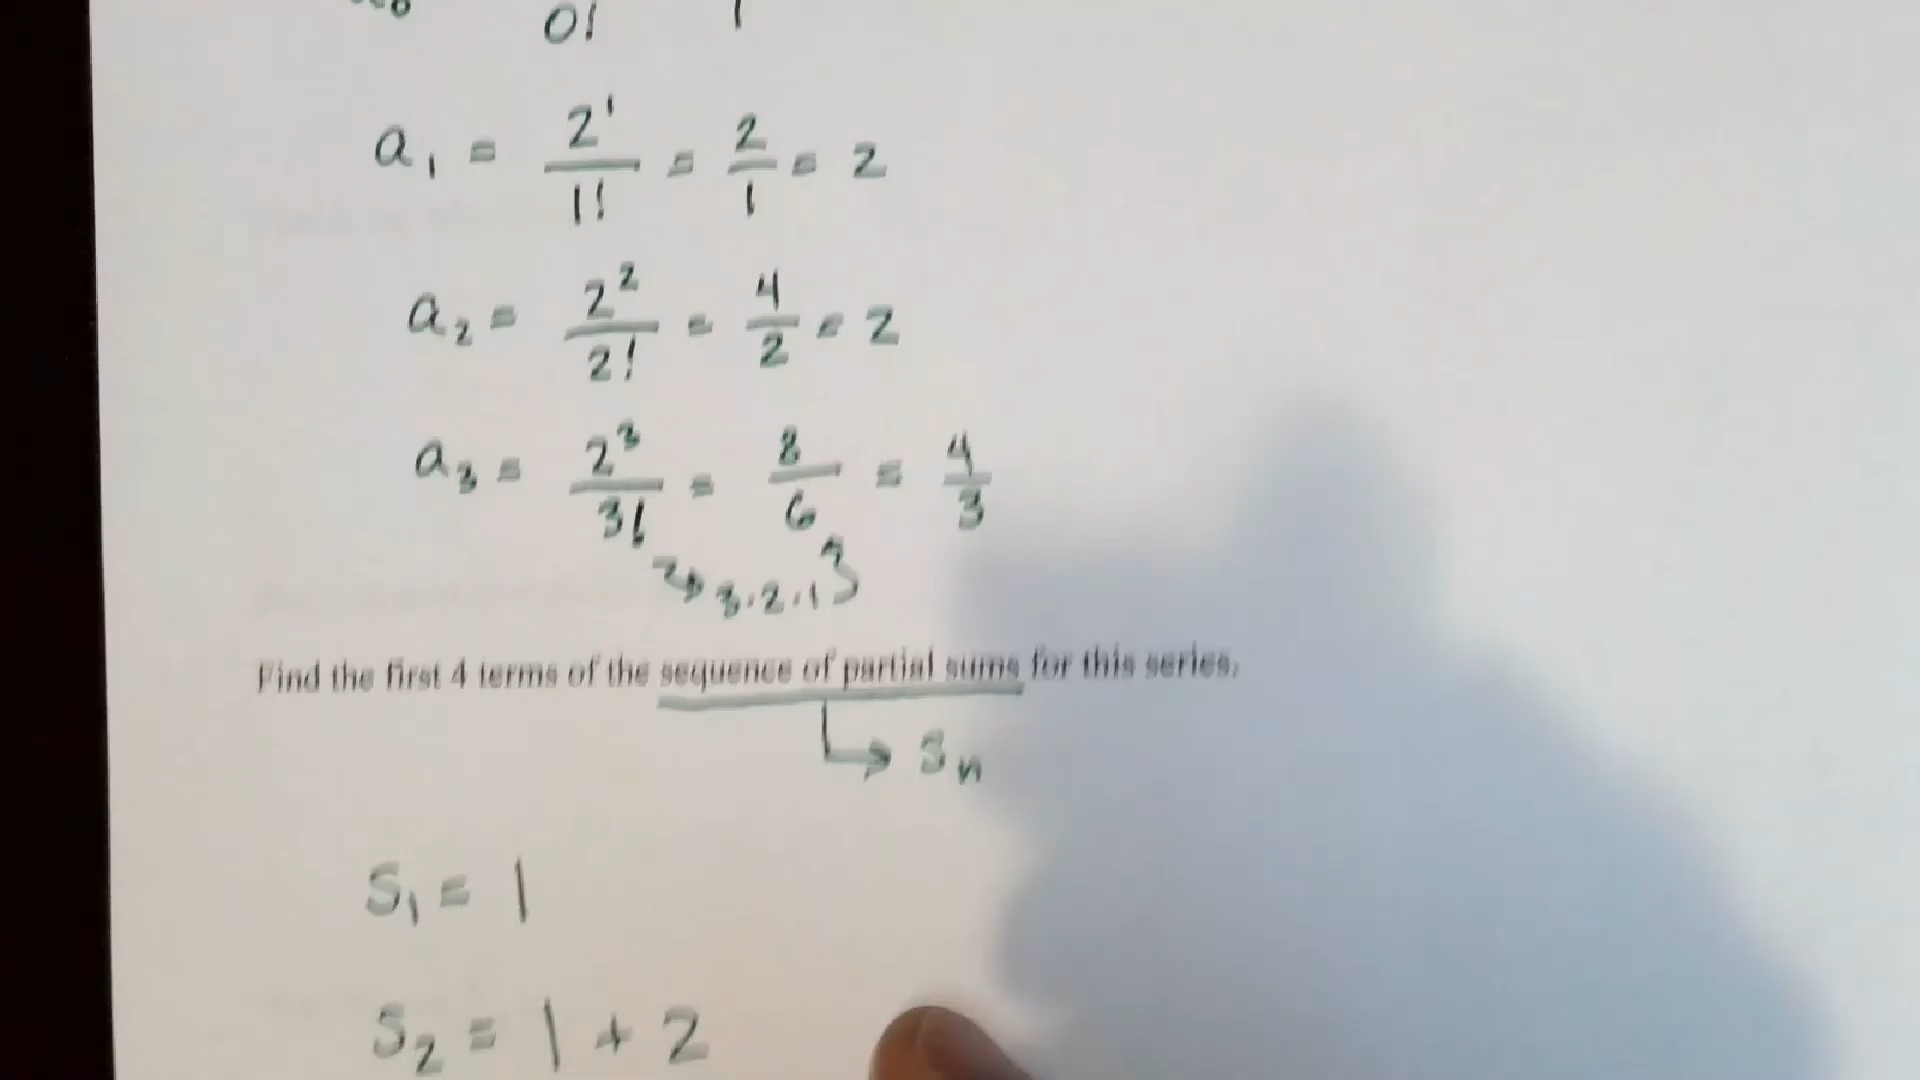 0! 1
a₁ = 2¹/1! = 2/1 = 2
a₂ = 2²/2! = 4/2 = 2
a₃ = 2³/3! = 8/6 = 4/3
3·2·1
Find the first 4 terms of the sequence of partial sums for this series.
Sₙ
S₁ = 1
S₂ = 1 + 2